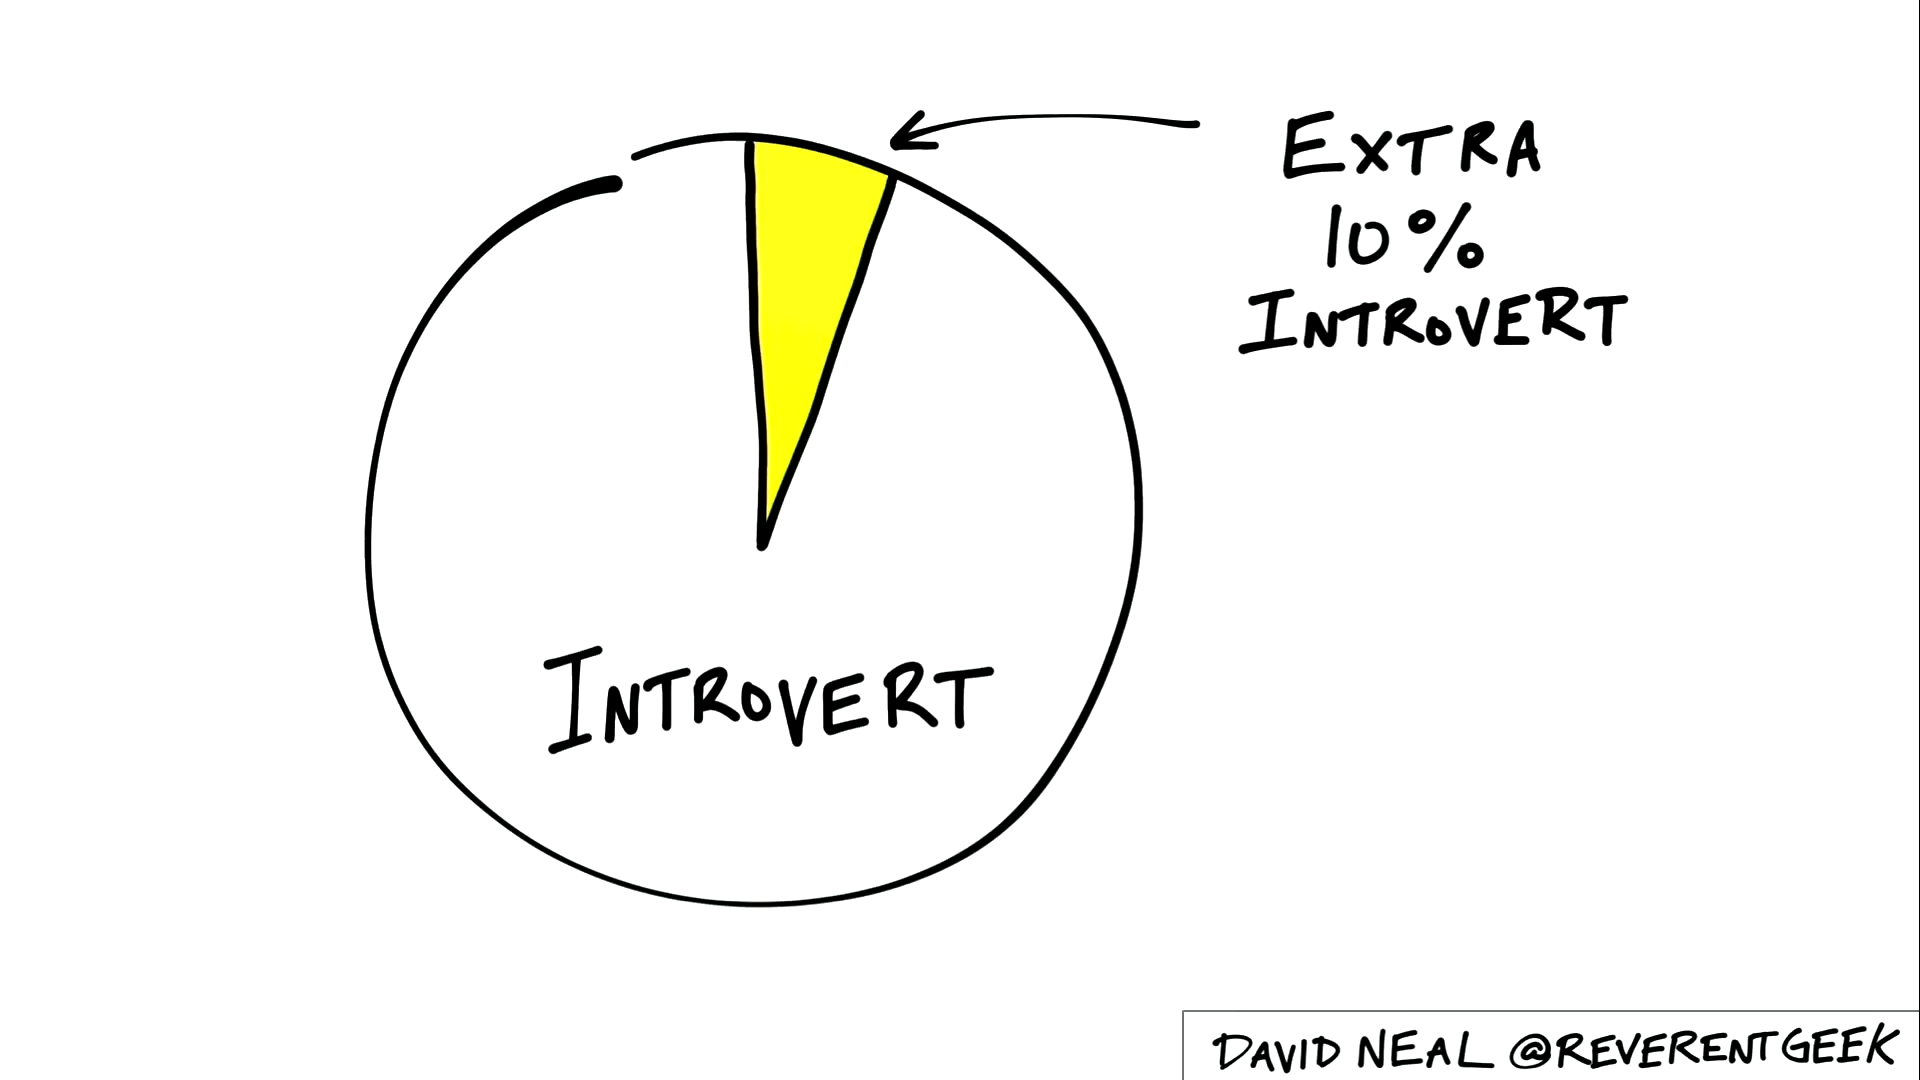 EXTRA
10%
INTROVERT
INTROVERT
DAVID NEAL @REVERENTGEEK